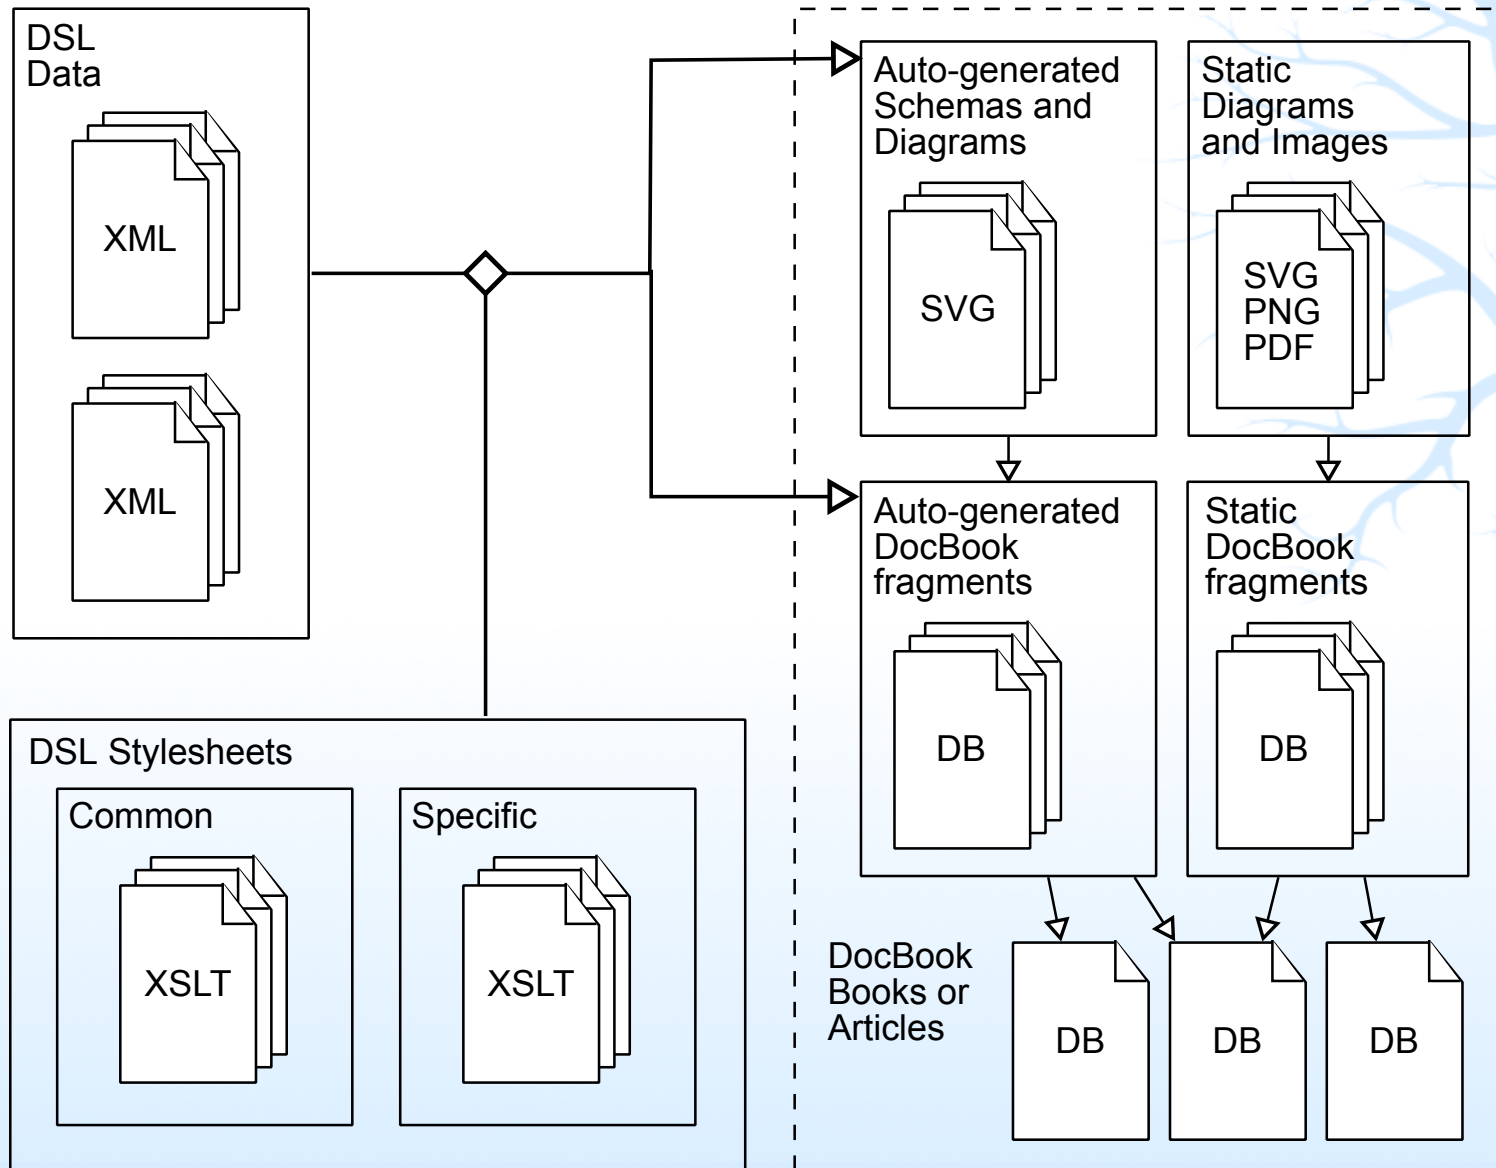 DSL
Data
XML
XML
DSL Stylesheets
Common
XSLT
Specific
XSLT
Auto-generated
Schemas and
Diagrams
SVG
Static
Diagrams
and Images
SVG
PNG
PDF
Auto-generated
DocBook
fragments
DB
Static
DocBook
fragments
DB
DocBook
Books or
Articles
DB
DB
DB